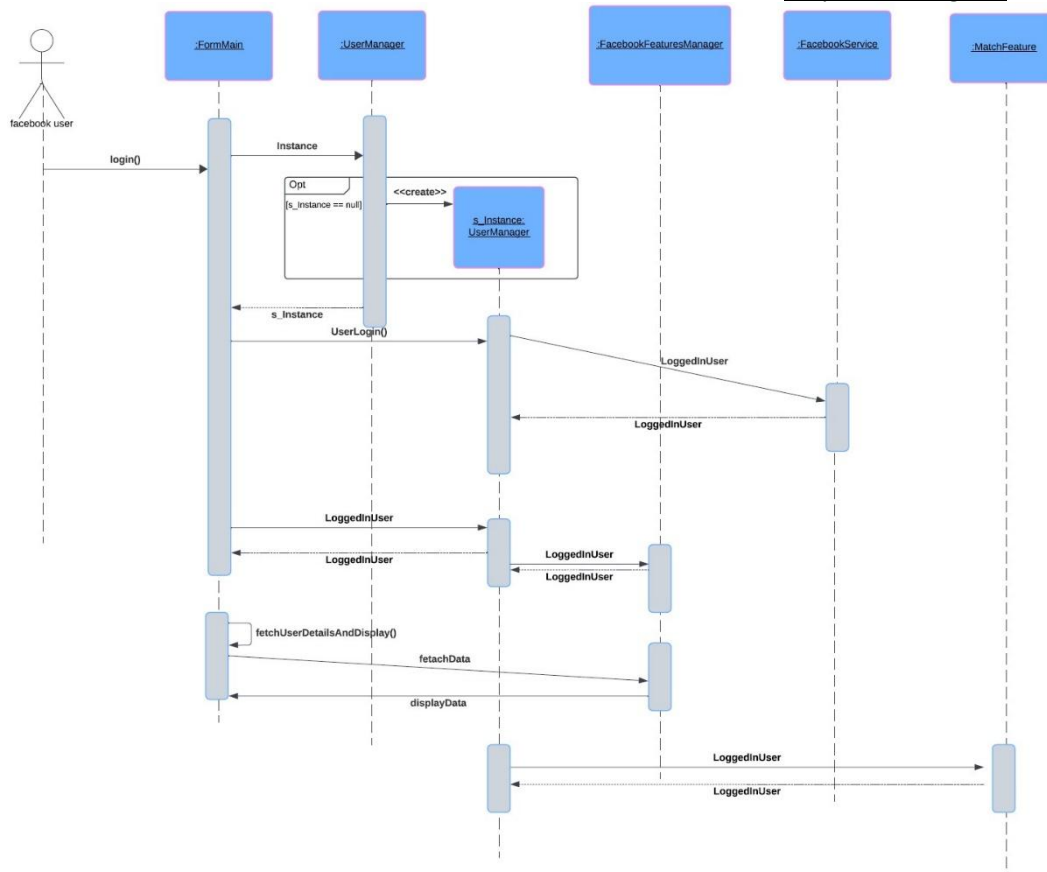 :FormMain
:UserManager
:FacebookFeaturesManager
:FacebookService
:MatchFeature
facebook user
login()
Instance
Opt
[s_Instance == null]
<<create>>
s_Instance:
UserManager
s_Instance
UserLogin()
LoggedInUser
LoggedInUser
LoggedInUser
LoggedInUser
LoggedInUser
LoggedInUser
fetchUserDetailsAndDisplay()
fetachData
displayData
LoggedInUser
LoggedInUser